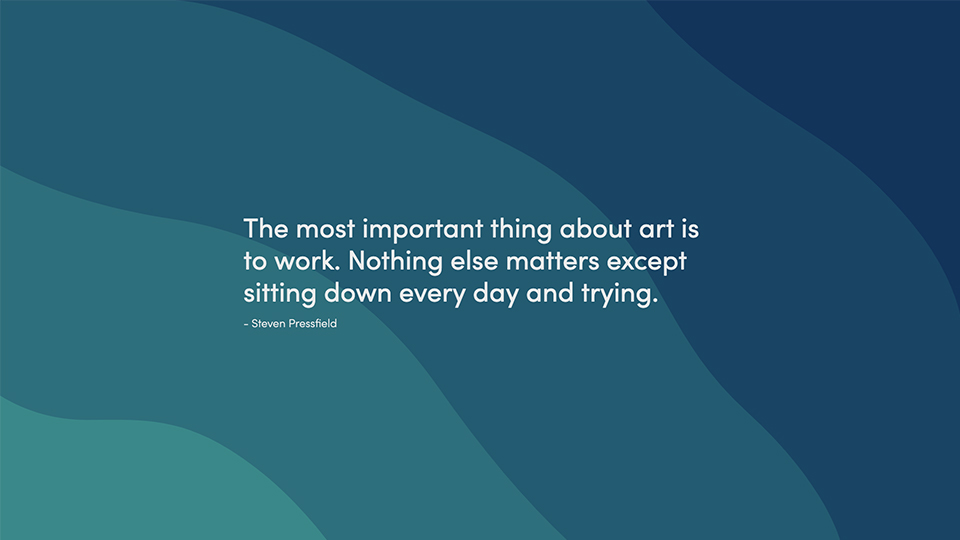 The most important thing about art is
to work. Nothing else matters except
sitting down every day and trying.
- Steven Pressfield